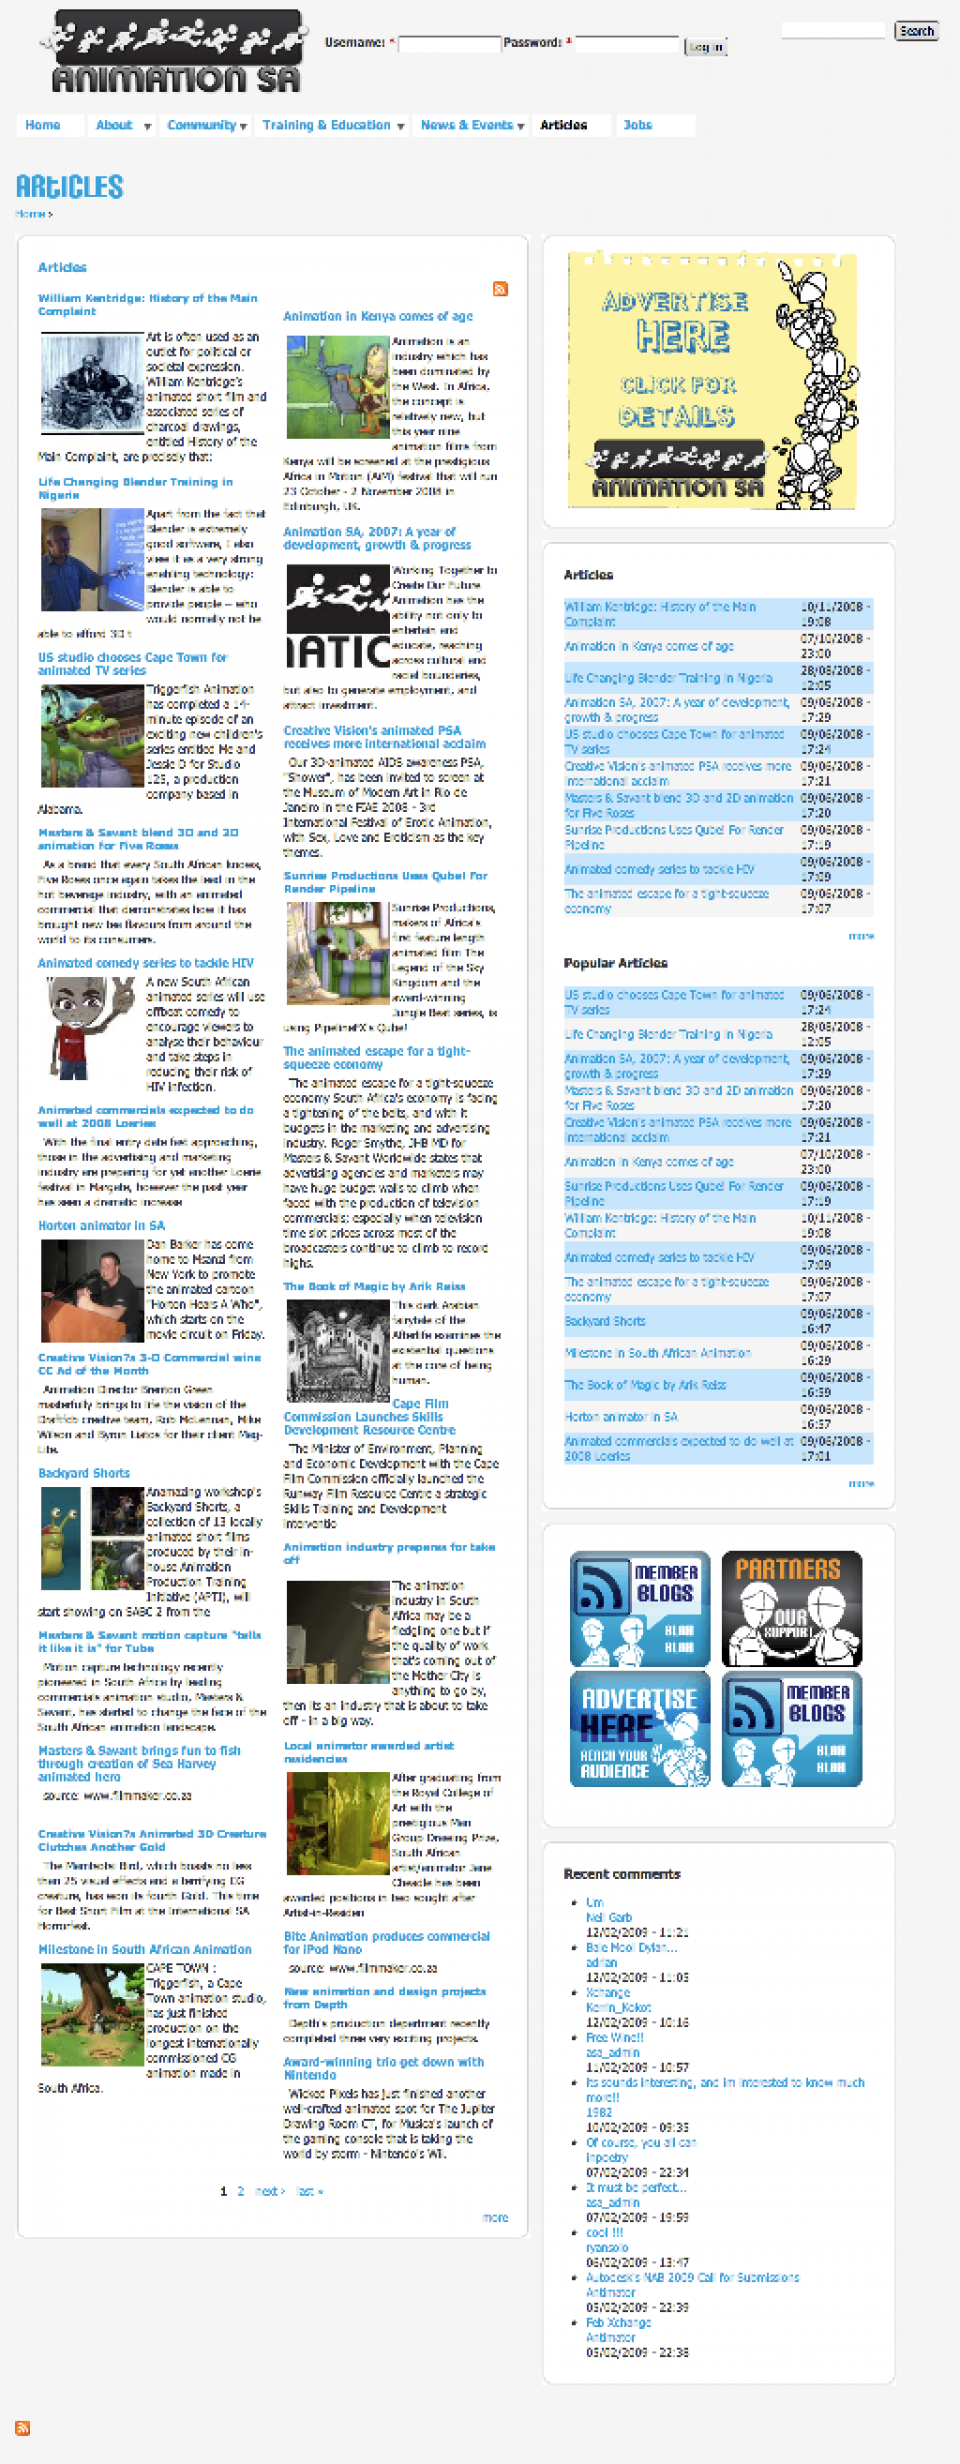 ANIMATION SA
Username: * Password: * Log in
Search
Home About Community Training & Education News & Events Articles Jobs
ARTICLES
Home >
Articles
William Kentridge: History of the Main
Complaint
Art is often used as an
outlet for political or
societal expression.
William Kentridge's
animated short film and
associated series of
charcoal drawings,
entitled History of the
Main Complaint, are precisely that:
Life Changing Blender Training in
Nigeria
Apart from the fact that
Blender is extremely
good software, I also
view it as a very strong
enabling technology:
Blender is able to
provide people – who
would normally not be
able to afford 3D t
US studio chooses Cape Town for
animated TV series
Triggerfish Animation
has completed a 14-
minute episode of an
exciting new children's
series entitled Me and
Jessie D for Studio
123, a production
company based in
Alabama.
Masters & Savant blend 3D and 2D
animation for Five Roses
As a brand that every South African knows,
Five Roses once again takes the lead in the
hot beverage industry, with an animated
commercial that demonstrates how it has
brought new tea flavours from around the
world to its consumers.
Animated comedy series to tackle HIV
A new South African
animated series will use
offbeat comedy to
encourage viewers to
analyse their behaviour
and take steps in
reducing their risk of
HIV infection.
Animated commercials expected to do
well at 2008 Loeries
With the final entry date fast approaching,
those in the advertising and marketing
industry are preparing for yet another Loerie
festival in Margate, however the past year
has seen a dramatic increase
Horton animator in SA
Dan Barker has come
home to Msanzi from
New York to promote
the animated cartoon
"Horton Hears A Who",
which starts on the
movie circuit on Friday.
Creative Vision?s 3-D Commercial wins
CC Ad of the Month
Animation Director Brenton Green
masterfully brings to life the vision of the
Draftfcb creative team, Rob McLennan, Mike
Wilson and Byron Liatos for their client Meg-
Lite.
Backyard Shorts
Anamazing workshop's
Backyard Shorts, a
collection of 13 locally
animated short films
produced by their in-
house Animation
Production Training
Initiative (APTI), will
start showing on SABC 2 from the
Masters & Savant motion capture "tells
it like it is" for Tube
Motion capture technology recently
pioneered in South Africa by leading
commercials animation studio, Masters &
Savant, has started to change the face of the
South African animation landscape.
Masters & Savant brings fun to fish
through creation of Sea Harvey
animated hero
source: www.filmmaker.co.za
Creative Vision?s Animated 3D Creature
Clutches Another Gold
The Mantsotsi Bird, which boasts no less
than 25 visual effects and a terrifying CG
creature, has won its fourth Gold. This time
for Best Short Film at the International SA
Horrorfest.
Milestone in South African Animation
CAPE TOWN :
Triggerfish, a Cape
Town animation studio,
has just finished
production on the
longest internationally
commissioned CG
animation made in
South Africa.
Animation in Kenya comes of age
Animation is an
industry which has
been dominated by
the West. In Africa,
the concept is
relatively new, but
this year nine
animation films from
Kenya will be screened at the prestigious
Africa in Motion (AiM) festival that will run
23 October - 2 November 2008 in
Edinburgh, UK.
Animation SA, 2007: A year of
development, growth & progress
Working Together to
Create Our Future
Animation has the
ability not only to
entertain and
educate, reaching
across cultural and
racial boundaries,
but also to generate employment, and
attract investment.
Creative Vision's animated PSA
receives more international acclaim
Our 3D-animated AIDS awareness PSA,
"Shower", has been invited to screen at
the Museum of Modern Art in Rio de
Janeiro in the FIAE 2008 - 3rd
International Festival of Erotic Animation,
with Sex, Love and Eroticism as the key
themes.
Sunrise Productions Uses Qube! For
Render Pipeline
Sunrise Productions,
makers of Africa's
first feature length
animated film The
Legend of the Sky
Kingdom and the
award-winning
Jungle Beat series, is
using PipelineFX's Qube!
The animated escape for a tight-
squeeze economy
The animated escape for a tight-squeeze
economy South Africa's economy is facing
a tightening of the belts, and with it
budgets in the marketing and advertising
industry. Roger Smythe, JHB MD for
Masters & Savant Worldwide states that
advertising agencies and marketers may
have huge budget walls to climb when
faced with the production of television
commercials; especially when television
time slot prices across most of the
broadcasters continue to climb to record
highs.
The Book of Magic by Arik Reiss
This dark Arabian
fairytale of the
Afterlife examines the
existential questions
at the core of being
human.
Cape Film
Commission Launches Skills
Development Resource Centre
The Minister of Environment, Planning
and Economic Development with the Cape
Film Commission officially launched the
Runway Film Resource Centre a strategic
Skills Training and Development
interventio
Animation industry prepares for take
off
The animation
industry in South
Africa may be a
fledgling one but if
the quality of work
that's coming out of
the Mother City is
anything to go by,
then its an industry that is about to take
off - in a big way.
Local animator awarded artist
residencies
After graduating from
the Royal College of
Art with the
prestigious Man
Group Drawing Prize,
South African
artist/animator Jane
Cheadle has been
awarded positions in two sought after
Artist-in-Residen
Bite Animation produces commercial
for iPod Nano
source: www.filmmaker.co.za
New animation and design projects
from Depth
Depth's production department recently
completed three very exciting projects.
Award-winning trio get down with
Nintendo
Wicked Pixels has just finished another
well-crafted animated spot for The Jupiter
Drawing Room CT, for Musica's launch of
the gaming console that is taking the
world by storm - Nintendo's Wii.
1 2 next > last »
more
ADVERTISE
HERE
CLICK FOR
DETAILS
ANIMATION SA
Articles
William Kentridge: History of the Main 10/11/2008 -
Complaint 19:08
Animation in Kenya comes of age 07/10/2008 -
23:00
Life Changing Blender Training in Nigeria 28/08/2008 -
12:05
Animation SA, 2007: A year of development, 09/06/2008 -
growth & progress 17:29
US studio chooses Cape Town for animated 09/06/2008 -
TV series 17:24
Creative Vision's animated PSA receives more 09/06/2008 -
international acclaim 17:21
Masters & Savant blend 3D and 2D animation 09/06/2008 -
for Five Roses 17:20
Sunrise Productions Uses Qube! For Render 09/06/2008 -
Pipeline 17:19
Animated comedy series to tackle HIV 09/06/2008 -
17:09
The animated escape for a tight-squeeze 09/06/2008 -
economy 17:07
more
Popular Articles
US studio chooses Cape Town for animated 09/06/2008 -
TV series 17:24
Life Changing Blender Training in Nigeria 28/08/2008 -
12:05
Animation SA, 2007: A year of development, 09/06/2008 -
growth & progress 17:29
Masters & Savant blend 3D and 2D animation 09/06/2008 -
for Five Roses 17:20
Creative Vision's animated PSA receives more 09/06/2008 -
international acclaim 17:21
Animation in Kenya comes of age 07/10/2008 -
23:00
Sunrise Productions Uses Qube! For Render 09/06/2008 -
Pipeline 17:19
William Kentridge: History of the Main 10/11/2008 -
Complaint 19:08
Animated comedy series to tackle HIV 09/06/2008 -
17:09
The animated escape for a tight-squeeze 09/06/2008 -
economy 17:07
Backyard Shorts 09/06/2008 -
16:47
Milestone in South African Animation 09/06/2008 -
16:29
The Book of Magic by Arik Reiss 09/06/2008 -
16:59
Horton animator in SA 09/06/2008 -
16:57
Animated commercials expected to do well at 09/06/2008 -
2008 Loeries 17:01
more
MEMBER
BLOGS
BLAH
BLAH
PARTNERS
OUR
SUPPORT
ADVERTISE
HERE
REACH YOUR
AUDIENCE
MEMBER
BLOGS
BLAH
BLAH
Recent comments
Um
Neil Garb
12/02/2009 - 11:21
Baie Mooi Dylan...
adrian
12/02/2009 - 11:05
Xchange
Kerrin_Kokot
12/02/2009 - 10:16
Free Wine!!
asa_admin
11/02/2009 - 10:57
Its sounds interesting, and im interested to know much
more!!
1982
10/02/2009 - 09:35
Of course, you all can
inpoetry
07/02/2009 - 22:34
It must be perfect...
asa_admin
07/02/2009 - 19:59
cool !!!
ryansolo
06/02/2009 - 13:47
Autodesk's NAB 2009 Call for Submissions
Antimator
05/02/2009 - 22:39
Feb Xchange
Antimator
05/02/2009 - 22:38